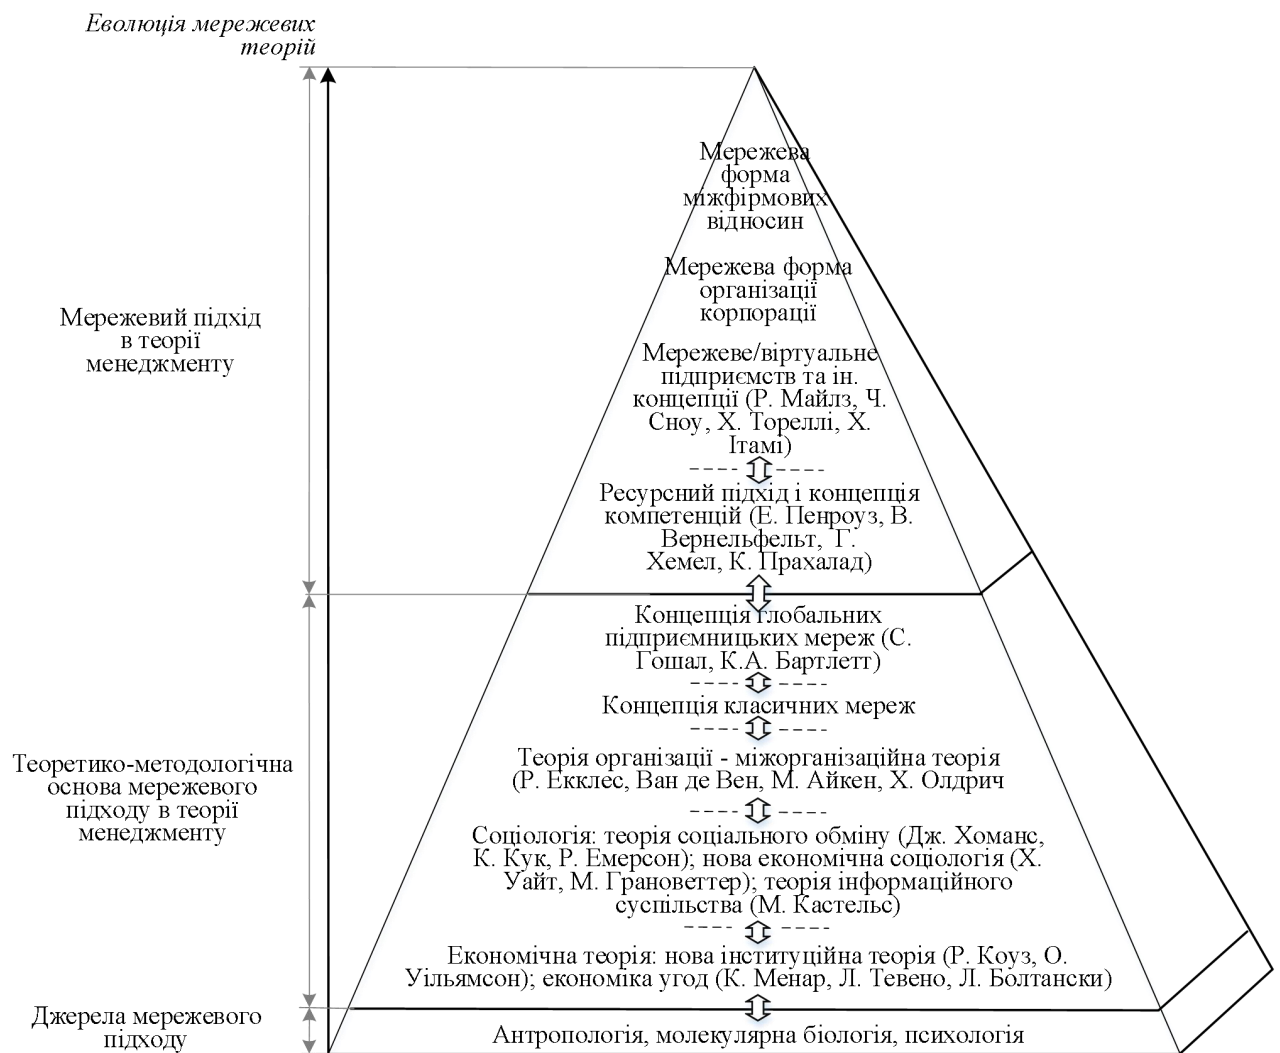 Еволюція мережевих
теорій
Мережева
форма
міжфірмових
відносин
Мережева форма
організації
корпорації
Мережевий підхід
в теорії
менеджменту
Мережеве/віртуальне
підприємств та ін.
концепції (Р. Майлз, Ч.
Сноу, Х. Тореллі, Х.
Ітамі)
Ресурсний підхід і концепція
компетенцій (Е. Пенроуз, В.
Вернельфельт, Г.
Хемел, К. Прахалад)
Концепція глобальних
підприємницьких мереж (С.
Гошал, К.А. Бартлетт)
Концепція класичних мереж
Теорія організації - міжорганізаційна теорія
(Р. Екклес, Ван де Вен, М. Айкен, Х. Олдрич
Теоретико-методологічна
основа мережевого
підходу в теорії
менеджменту
Соціологія: теорія соціального обміну (Дж. Хоманс,
К. Кук, Р. Емерсон); нова економічна соціологія (Х.
Уайт, М. Грановеттер); теорія інформаційного
суспільства (М. Кастельс)
Економічна теорія: нова інституційна теорія (Р. Коуз, О.
Уільямсон); економіка угод (К. Менар, Л. Тевено, Л. Болтански)
Джерела мережевого
підходу
Антропологія, молекулярна біологія, психологія